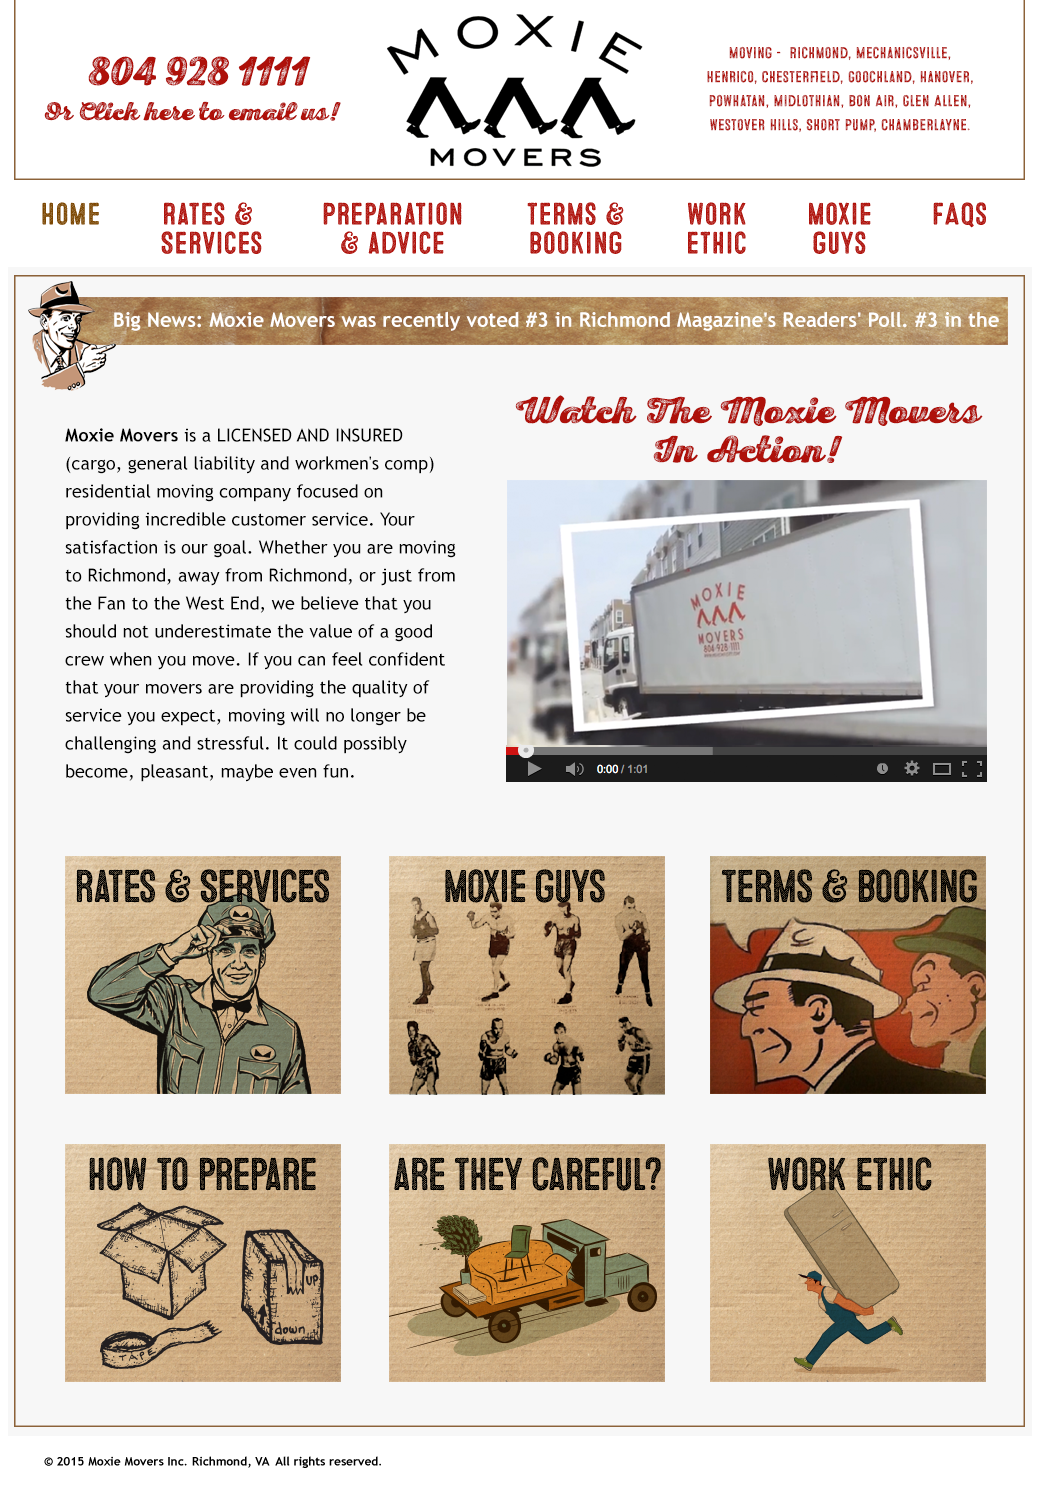 804 928 1111
Or Click here to email us!
MOXIE
MOVERS
MOVING - RICHMOND, MECHANICSVILLE,
HENRICO, CHESTERFIELD, GOOCHLAND, HANOVER,
POWHATAN, MIDLOTHIAN, BON AIR, GLEN ALLEN,
WESTOVER HILLS, SHORT PUMP, CHAMBERLAYNE.
HOME
RATES &
SERVICES
PREPARATION
& ADVICE
TERMS &
BOOKING
WORK
ETHIC
MOXIE
GUYS
FAQS
Big News: Moxie Movers was recently voted #3 in Richmond Magazine's Readers' Poll. #3 in the
Moxie Movers is a LICENSED AND INSURED
(cargo, general liability and workmen's comp)
residential moving company focused on
providing incredible customer service. Your
satisfaction is our goal. Whether you are moving
to Richmond, away from Richmond, or just from
the Fan to the West End, we believe that you
should not underestimate the value of a good
crew when you move. If you can feel confident
that your movers are providing the quality of
service you expect, moving will no longer be
challenging and stressful. It could possibly
become, pleasant, maybe even fun.
Watch The Moxie Movers
In Action!
MOXIE
MOVERS
804-928-1111
0:00 / 1:01
RATES & SERVICES
MOXIE GUYS
TERMS & BOOKING
HOW TO PREPARE
UP
down
TAPE
ARE THEY CAREFUL?
WORK ETHIC
© 2015 Moxie Movers Inc. Richmond, VA All rights reserved.